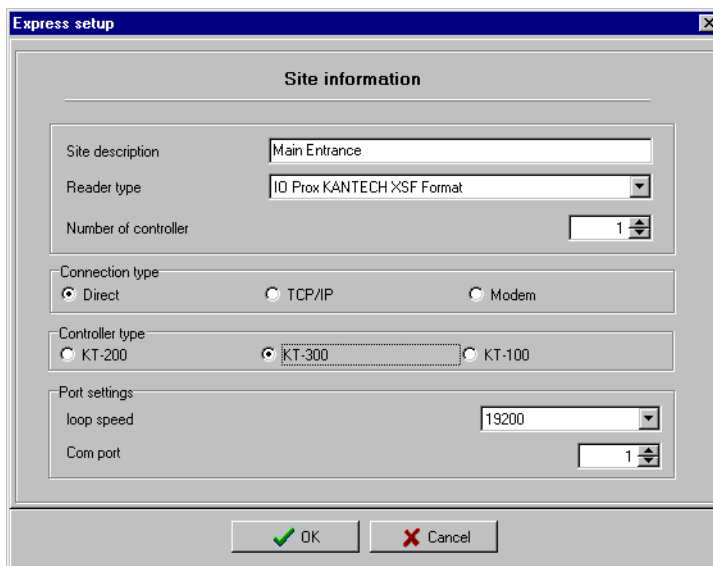 Express setup
Site information
Site description Main Entrance
Reader type IO Prox KANTECH XSF Format
Number of controller 1
Connection type
Direct TCP/IP Modem
Controller type
KT-200 KT-300 KT-100
Port settings
loop speed 19200
Com port 1
OK Cancel